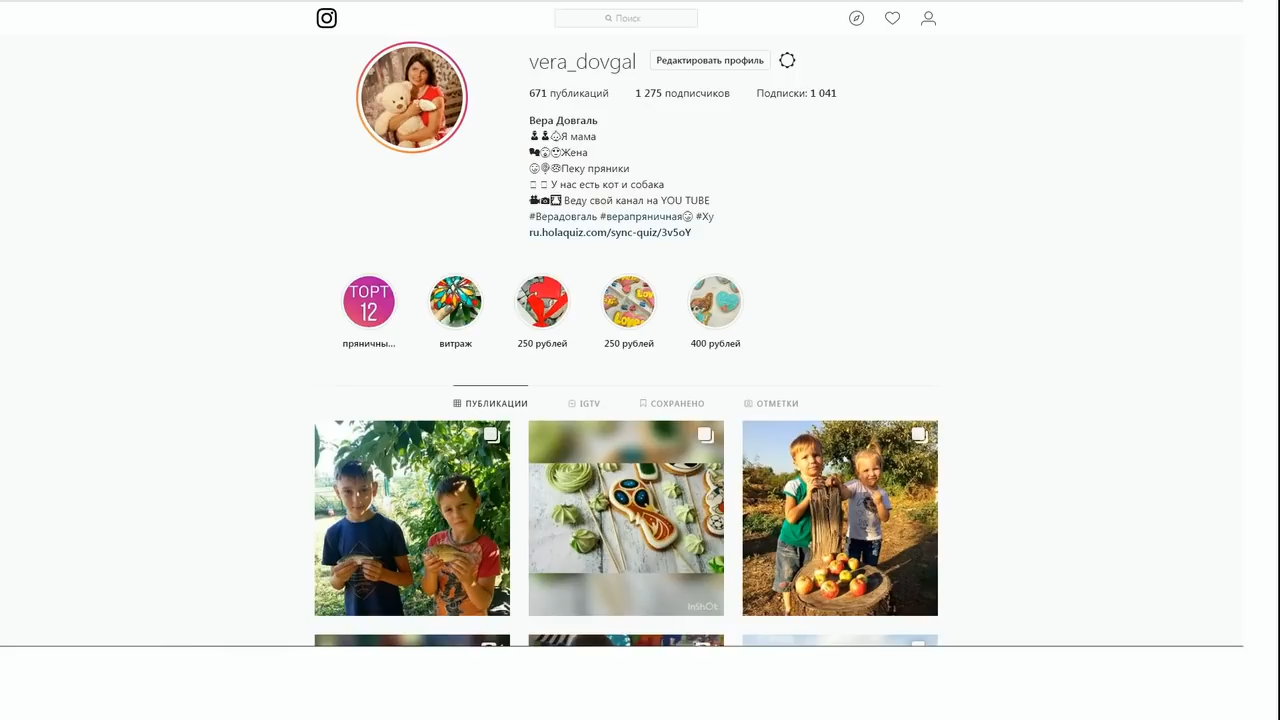 Поиск
vera_dovgal Редактировать профиль
671 публикаций 1 275 подписчиков Подписки: 1 041
Вера Довгаль
Я мама
Жена
Пеку пряники
У нас есть кот и собака
Веду свой канал на YOU TUBE
#Верадовгаль #верапряничная #Ху
ru.holaquiz.com/sync-quiz/3v5oY
ТОРТ
12
пряничны... витраж 250 рублей 250 рублей 400 рублей
ПУБЛИКАЦИИ IGTV СОХРАНЕНО ОТМЕТКИ
InShOt